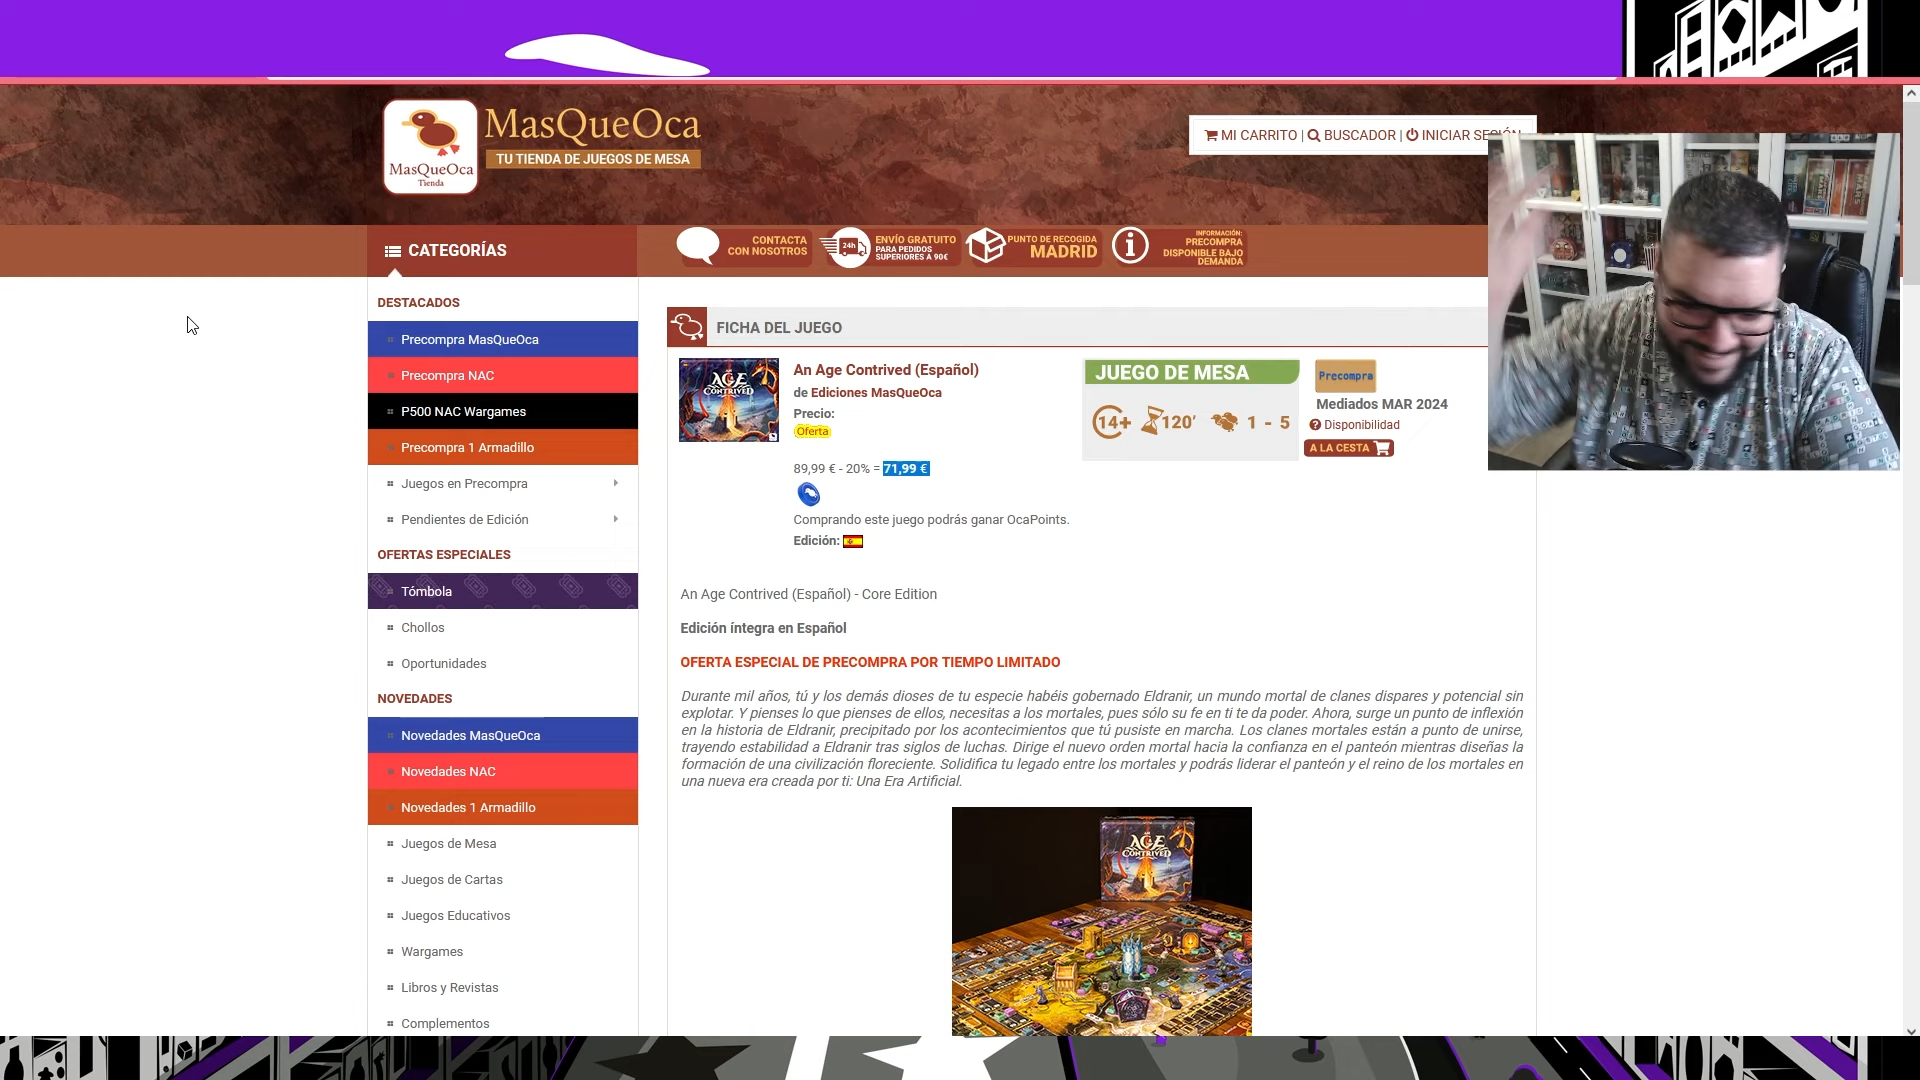 MasQueOca
TU TIENDA DE JUEGOS DE MESA
MasQueOca
Tienda
MI CARRITO | BUSCADOR | INICIAR SESIÓN
CATEGORÍAS
CONTACTA
CON NOSOTROS
24h
ENVÍO GRATUITO
PARA PEDIDOS
SUPERIORES A 90€
PUNTO DE RECOGIDA
MADRID
INFORMACIÓN:
PRECOMPRA
DISPONIBLE BAJO
DEMANDA
DESTACADOS
Precompra MasQueOca
Precompra NAC
P500 NAC Wargames
Precompra 1 Armadillo
Juegos en Precompra
Pendientes de Edición
OFERTAS ESPECIALES
Tómbola
Chollos
Oportunidades
NOVEDADES
Novedades MasQueOca
Novedades NAC
Novedades 1 Armadillo
Juegos de Mesa
Juegos de Cartas
Juegos Educativos
Wargames
Libros y Revistas
Complementos
FICHA DEL JUEGO
AGE
CONTRIVED
An Age Contrived (Español)
de Ediciones MasQueOca
Precio:
Oferta
89,99 € - 20% = 71,99 €
Comprando este juego podrás ganar OcaPoints.
Edición:
JUEGO DE MESA
14+ 120' 1 - 5
Precompra
Mediados MAR 2024
Disponibilidad
A LA CESTA
An Age Contrived (Español) - Core Edition
Edición íntegra en Español
OFERTA ESPECIAL DE PRECOMPRA POR TIEMPO LIMITADO
Durante mil años, tú y los demás dioses de tu especie habéis gobernado Eldranir, un mundo mortal de clanes dispares y potencial sin
explotar. Y pienses lo que pienses de ellos, necesitas a los mortales, pues sólo su fe en ti te da poder. Ahora, surge un punto de inflexión
en la historia de Eldranir, precipitado por los acontecimientos que tú pusiste en marcha. Los clanes mortales están a punto de unirse,
trayendo estabilidad a Eldranir tras siglos de luchas. Dirige el nuevo orden mortal hacia la confianza en el panteón mientras diseñas la
formación de una civilización floreciente. Solidifica tu legado entre los mortales y podrás liderar el panteón y el reino de los mortales en
una nueva era creada por ti: Una Era Artificial.
AGE
CONTRIVED